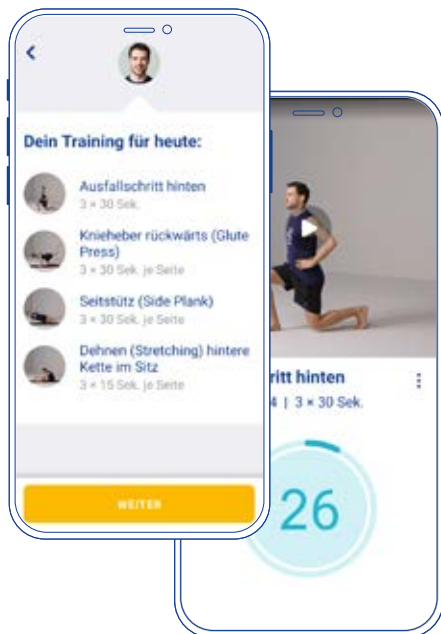 Dein Training für heute:
Ausfallschritt hinten
3 × 30 Sek.
Knieheber rückwärts (Glute
Press)
3 × 30 Sek. je Seite
Seitstütz (Side Plank)
3 × 30 Sek. je Seite
Dehnen (Stretching) hintere
Kette im Sitz
3 × 15 Sek. je Seite
WEITER
ritt hinten
4 | 3 × 30 Sek.
26